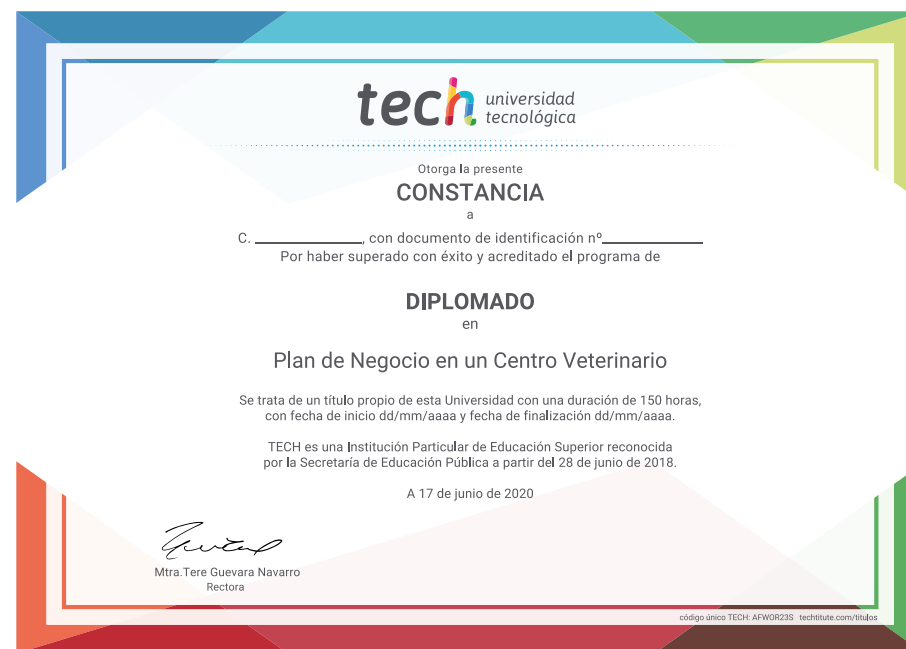 tech universidad
tecnológica
Otorga la presente
CONSTANCIA
a
C. ____________, con documento de identificación nº____________
Por haber superado con éxito y acreditado el programa de
DIPLOMADO
en
Plan de Negocio en un Centro Veterinario
Se trata de un título propio de esta Universidad con una duración de 150 horas,
con fecha de inicio dd/mm/aaaa y fecha de finalización dd/mm/aaaa.
TECH es una Institución Particular de Educación Superior reconocida
por la Secretaría de Educación Pública a partir del 28 de junio de 2018.
A 17 de junio de 2020
Mtra.Tere Guevara Navarro
Rectora
código único TECH: AFWOR23S techtitute.com/titulos